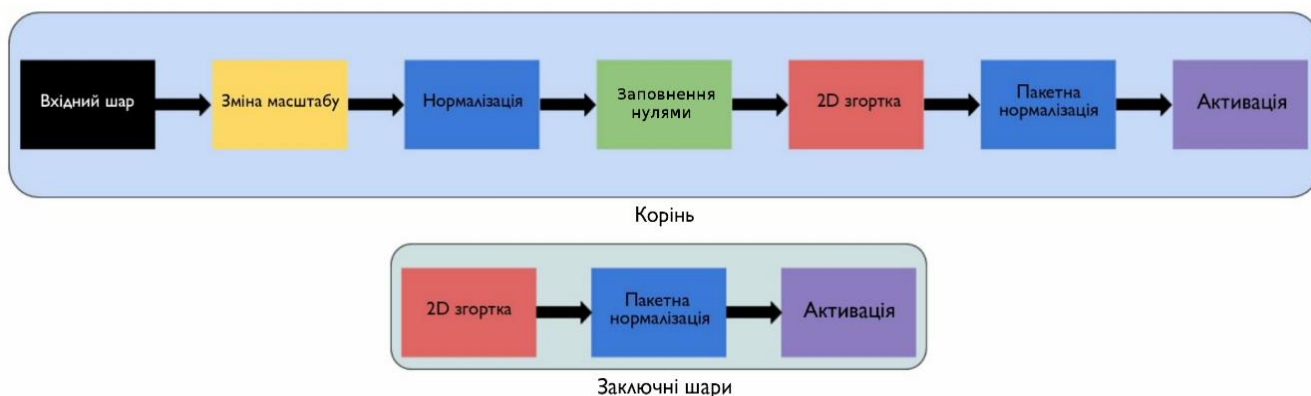 Вхідний шар
Зміна масштабу
Нормалізація
Заповнення
нулями
2D згортка
Пакетна
нормалізація
Активація
Корінь
2D згортка
Пакетна
нормалізація
Активація
Заключні шари